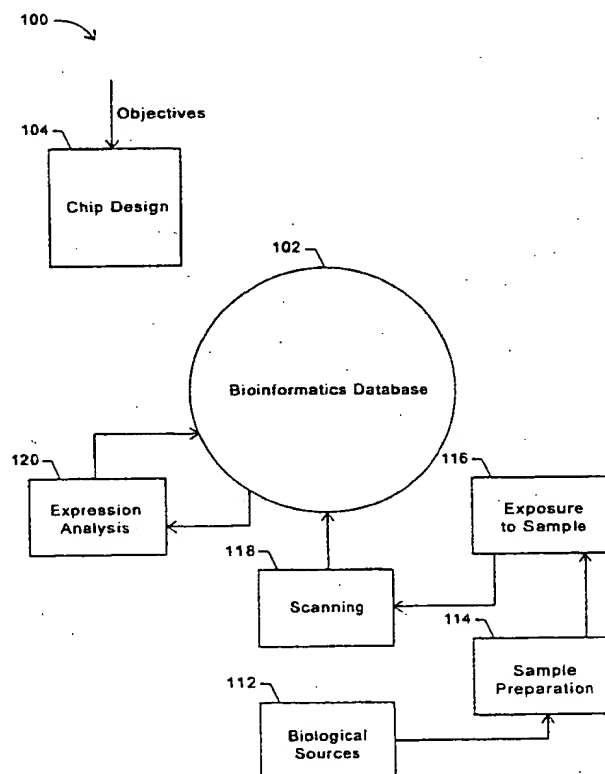 100
Objectives
104
Chip Design
102
Bioinformatics Database
120
Expression
Analysis
116
Exposure
to Sample
118
Scanning
114
Sample
Preparation
112
Biological
Sources